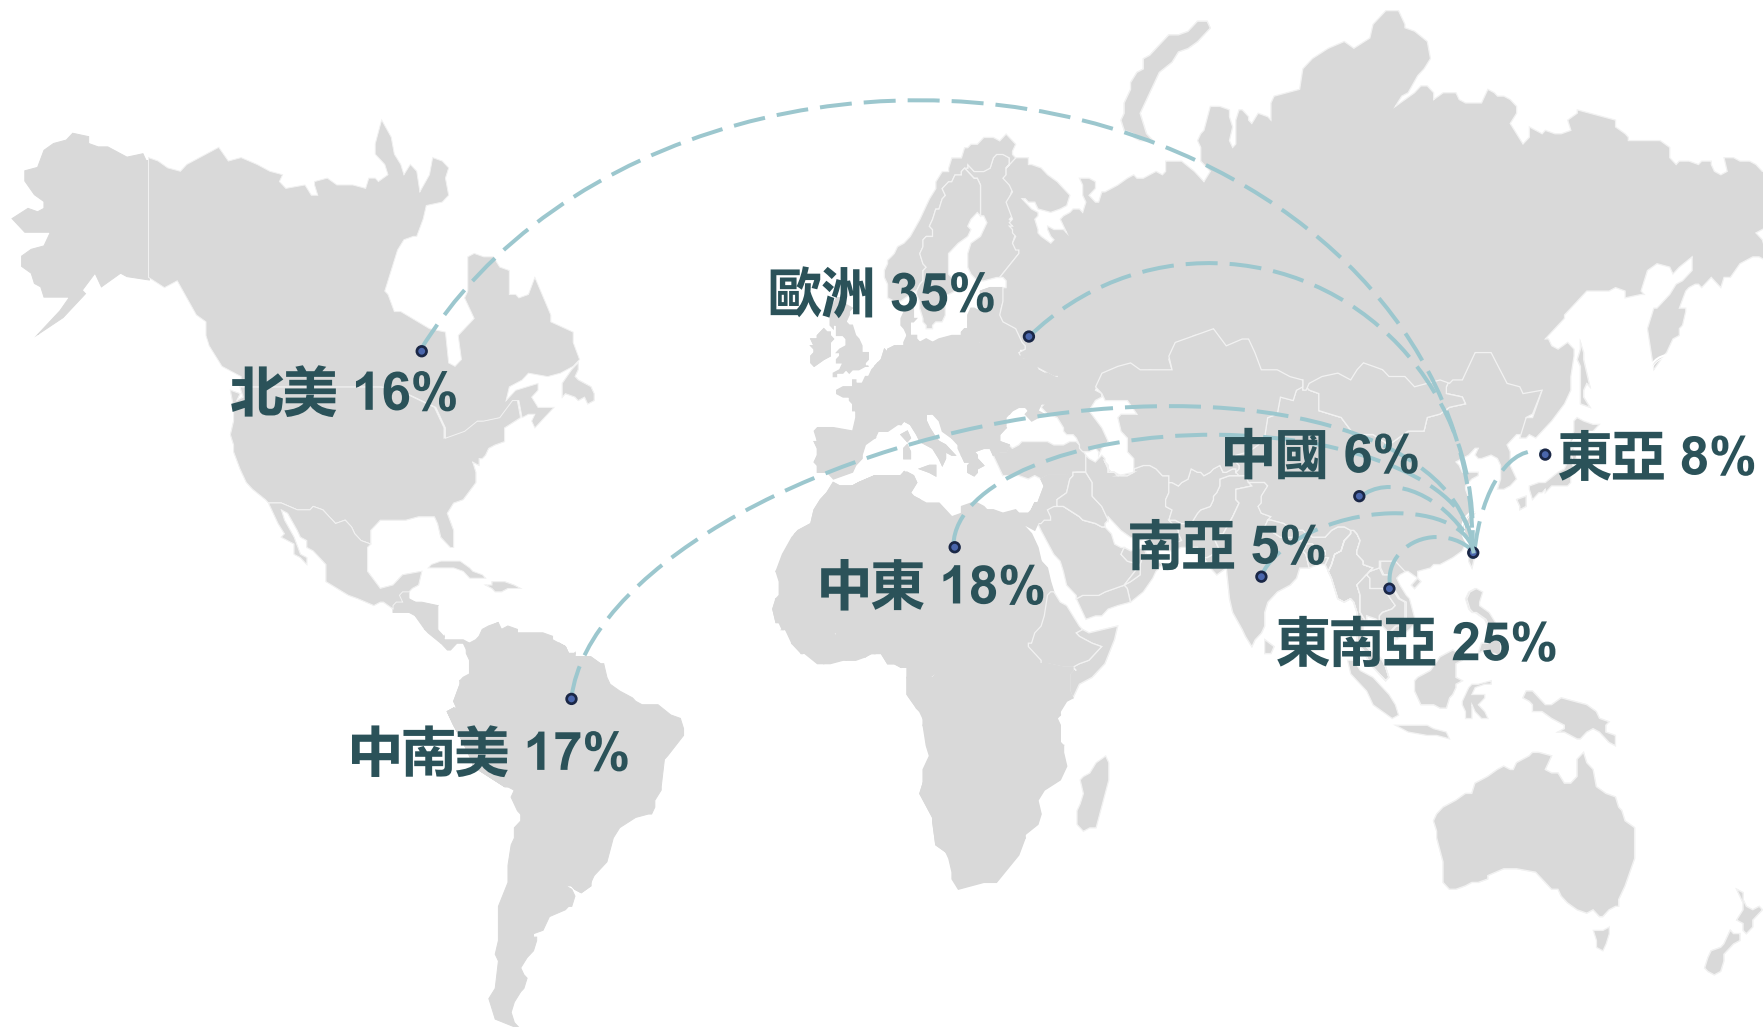 歐洲 35%
北美 16%
中國 6%
東亞 8%
南亞 5%
中東 18%
東南亞 25%
中南美 17%